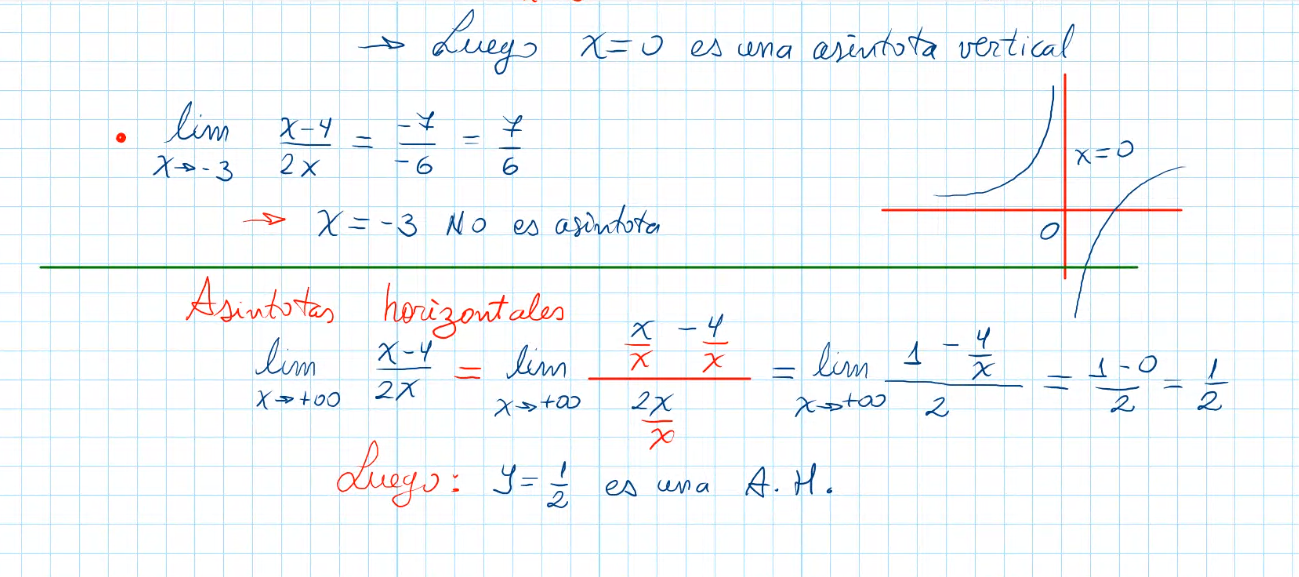 → Luego x=0 es una asíntota vertical
• lim x→-3 x-4/2x = -7/-6 = 7/6
x=0
→ x = -3 NO es asíntota
0
Asíntotas horizontales
lim x→+∞ x-4/2x = lim x→+∞ (x/x - 4/x)/(2x/x) = lim x→+∞ (1 - 4/x)/2 = 1-0/2 = 1/2
Luego: y = 1/2 es una A.H.